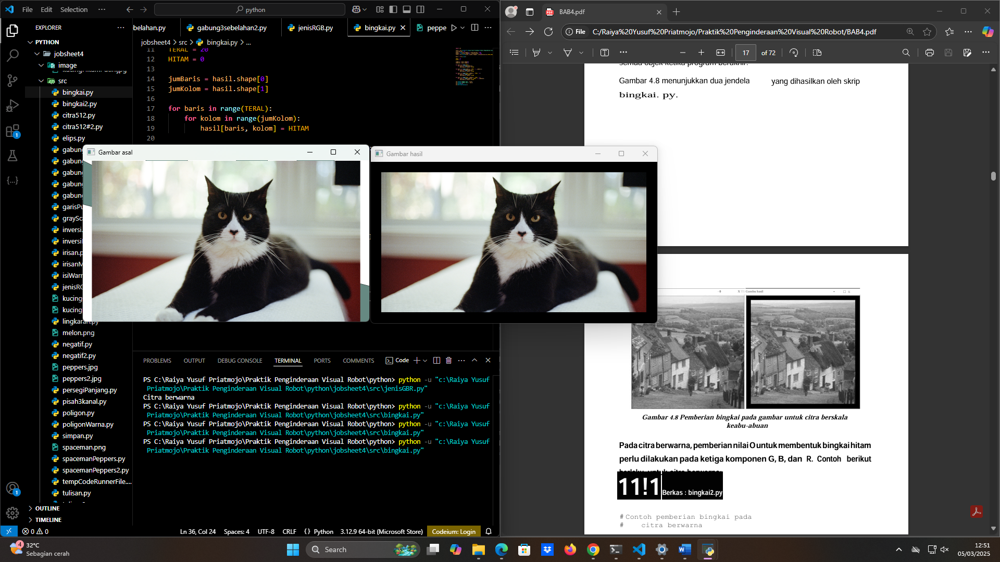 File Edit Selection ··· python
EXPLORER ···
PYTHON
jobsheet4
image
src
bingkai.py
bingkai2.py
citra512.py
citra512#2.py
elips.py
gabun
gabun
gabun
gabun
gabun
garisPu
graySc
inversi
inversi
irisan.p
irisanM
isiWarr
jenisRG
kucing
kucing
lingkaran.py
melon.png
negatif.py
negatif2.py
peppers.jpg
peppers2.jpg
persegiPanjang.py
pisah3kanal.py
poligon.py
poligonWarna.py
simpan.py
spaceman.png
spacemanPeppers.py
spacemanPeppers2.py
tempCodeRunnerFile....
tulisan.py
OUTLINE
TIMELINE
belahan.py gabung3sebelahan2.py jenisRGB.py bingkai.py peppe
jobsheet4 > src > bingkai.py > ...
11 TERAL = 20
12 HITAM = 0
13
14 jumBaris = hasil.shape[0]
15 jumKolom = hasil.shape[1]
16
17 for baris in range(TERAL):
18 for kolom in range(jumKolom):
19 hasil[baris, kolom] = HITAM
20
Gambar asal
Gambar hasil
PROBLEMS OUTPUT DEBUG CONSOLE TERMINAL PORTS COMMENTS Code
PS C:\Raiya Yusuf Priatmojo\Praktik Penginderaan Visual Robot\python> python -u "c:\Raiya Yusuf
Priatmojo\Praktik Penginderaan Visual Robot\python\jobsheet4\src\jenisGBR.py"
Citra berwarna
PS C:\Raiya Yusuf Priatmojo\Praktik Penginderaan Visual Robot\python> python -u "c:\Raiya Yusuf
Priatmojo\Praktik Penginderaan Visual Robot\python\jobsheet4\src\bingkai.py"
PS C:\Raiya Yusuf Priatmojo\Praktik Penginderaan Visual Robot\python> python -u "c:\Raiya Yusuf
Priatmojo\Praktik Penginderaan Visual Robot\python\jobsheet4\src\bingkai.py"
PS C:\Raiya Yusuf Priatmojo\Praktik Penginderaan Visual Robot\python> python -u "c:\Raiya Yusuf
Priatmojo\Praktik Penginderaan Visual Robot\python\jobsheet4\src\bingkai.py"
0 0 Ln 36, Col 24 Spaces: 4 UTF-8 CRLF {} Python 3.12.9 64-bit (Microsoft Store) Codeium: Login
BAB4.pdf
File C:/Raiya%20Yusuf%20Priatmojo/Praktik%20Penginderaan%20Visual%20Robot/BAB4.pdf
17 of 72
semua objek ketika program berakhir.
Gambar 4.8 menunjukkan dua jendela yang dihasilkan oleh skrip
bingkai. py.
Gambar 4.8 Pemberian bingkai pada gambar untuk citra berskala
keabu-abuan
Pada citra berwarna, pemberian nilai O untuk membentuk bingkai hitam
perlu dilakukan pada ketiga komponen G, B, dan R. Contoh berikut
11!1 Berkas : bingkai2.py
# Contoh pemberian bingkai pada
# citra berwarna
4
32°C
Sebagian cerah
Search
12:51
05/03/2025